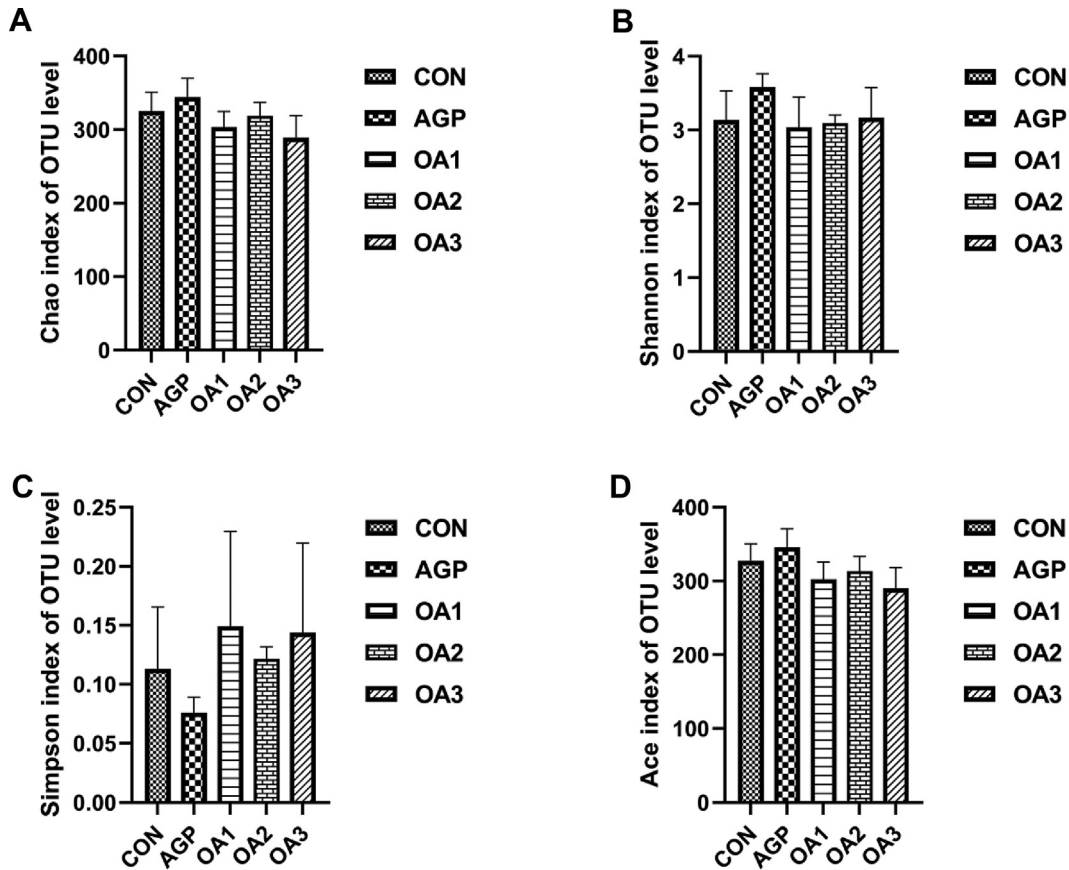 A
Chao index of OTU level
400
300
200
100
0
CON
AGP
OA1
OA2
OA3
CON
AGP
OA1
OA2
OA3
B
Shannon index of OTU level
4
3
2
1
0
CON
AGP
OA1
OA2
OA3
CON
AGP
OA1
OA2
OA3
C
Simpson index of OTU level
0.25
0.20
0.15
0.10
0.05
0.00
CON
AGP
OA1
OA2
OA3
CON
AGP
OA1
OA2
OA3
D
Ace index of OTU level
400
300
200
100
0
CON
AGP
OA1
OA2
OA3
CON
AGP
OA1
OA2
OA3